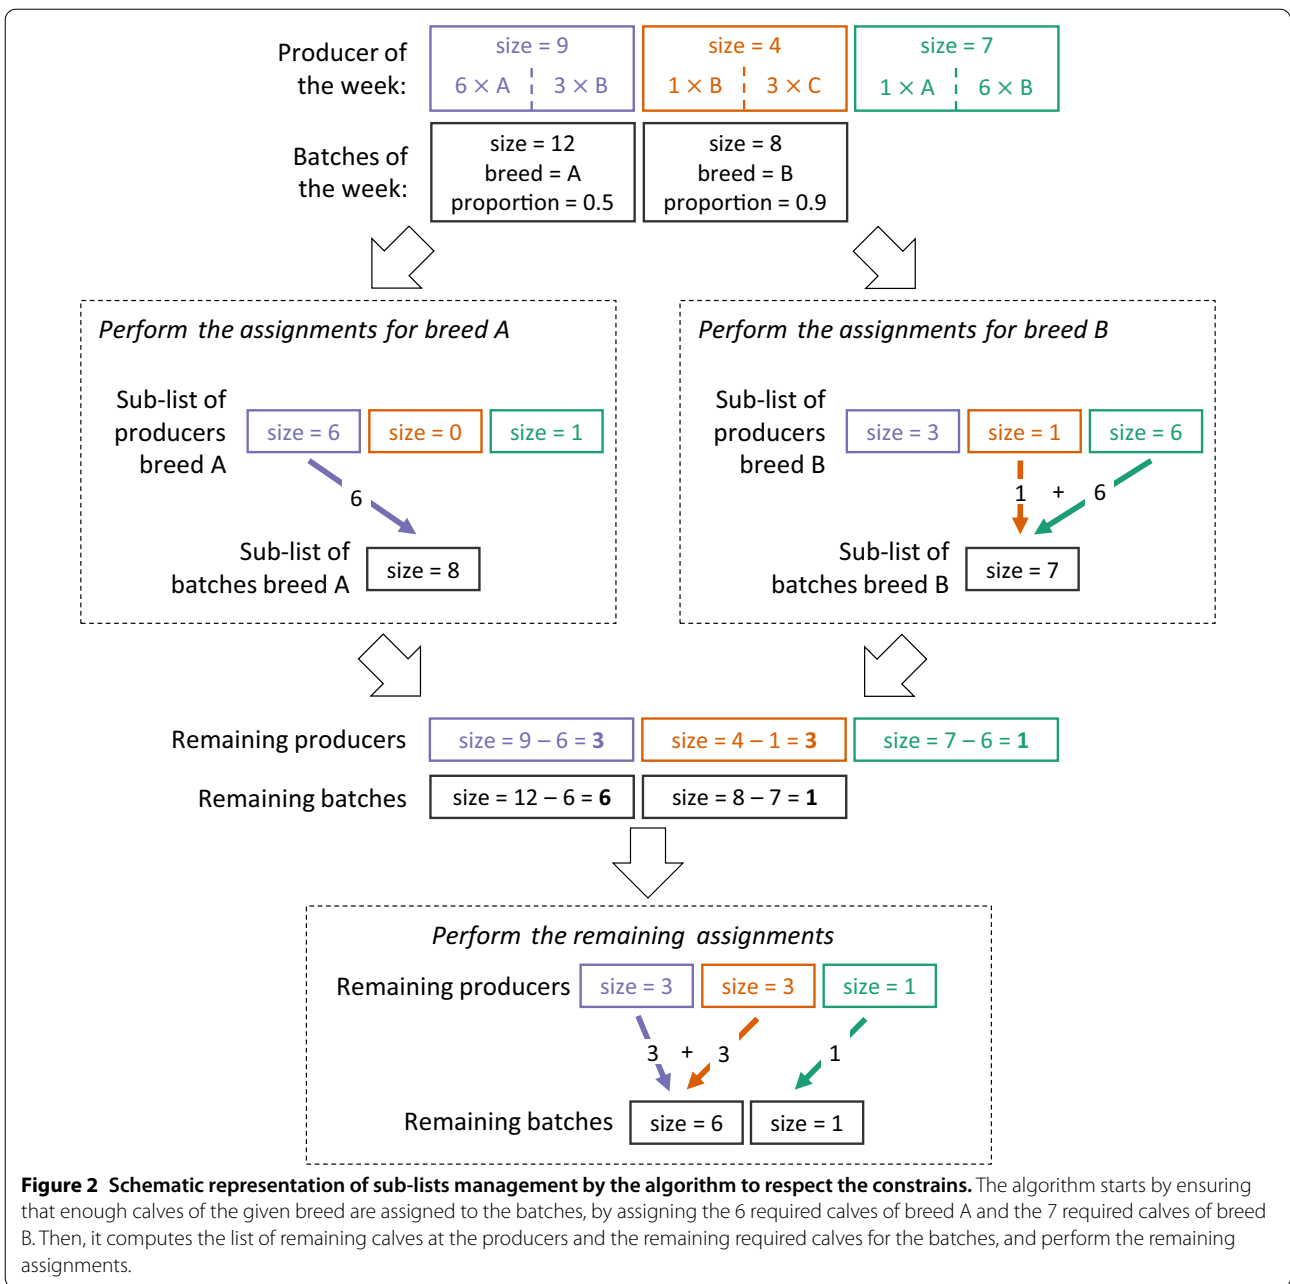 Producer of
the week:
size = 9
6 × A
3 × B
size = 4
1 × B
3 × C
size = 7
1 × A
6 × B
Batches of
the week:
size = 12
breed = A
proportion = 0.5
size = 8
breed = B
proportion = 0.9
Perform the assignments for breed A
Sub-list of
producers
breed A
size = 6
size = 0
size = 1
6
Sub-list of
batches breed A
size = 8
Perform the assignments for breed B
Sub-list of
producers
breed B
size = 3
size = 1
size = 6
1 + 6
Sub-list of
batches breed B
size = 7
Remaining producers
size = 9 – 6 = 3
size = 4 – 1 = 3
size = 7 – 6 = 1
Remaining batches
size = 12 – 6 = 6
size = 8 – 7 = 1
Perform the remaining assignments
Remaining producers
size = 3
size = 3
size = 1
3 + 3
1
Remaining batches
size = 6
size = 1
Figure 2 Schematic representation of sub-lists management by the algorithm to respect the constrains. The algorithm starts by ensuring
that enough calves of the given breed are assigned to the batches, by assigning the 6 required calves of breed A and the 7 required calves of breed
B. Then, it computes the list of remaining calves at the producers and the remaining required calves for the batches, and perform the remaining
assignments.